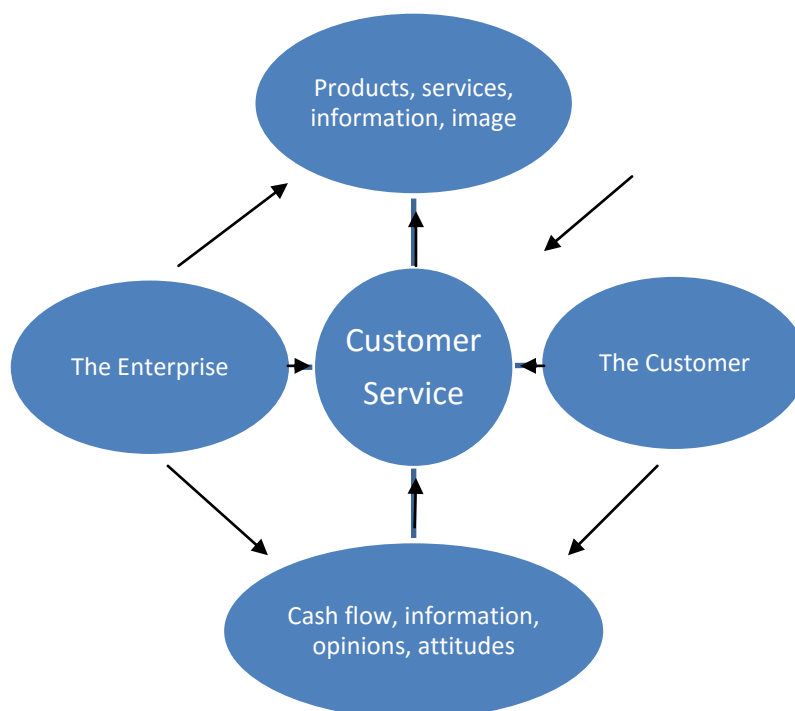 Products, services,
information, image
The Enterprise
Customer
Service
The Customer
Cash flow, information,
opinions, attitudes